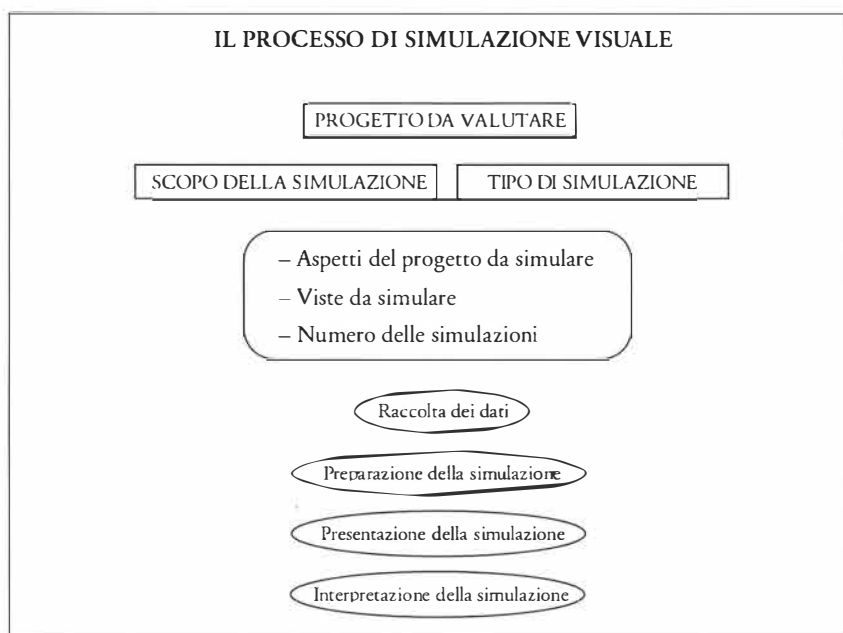 IL PROCESSO DI SIMULAZIONE VISUALE
PROGETTO DA VALUTARE
SCOPO DELLA SIMULAZIONE
TIPO DI SIMULAZIONE
– Aspetti del progetto da simulare
– Viste da simulare
– Numero delle simulazioni
Raccolta dei dati
Preparazione della simulazione
Presentazione della simulazione
Interpretazione della simulazione